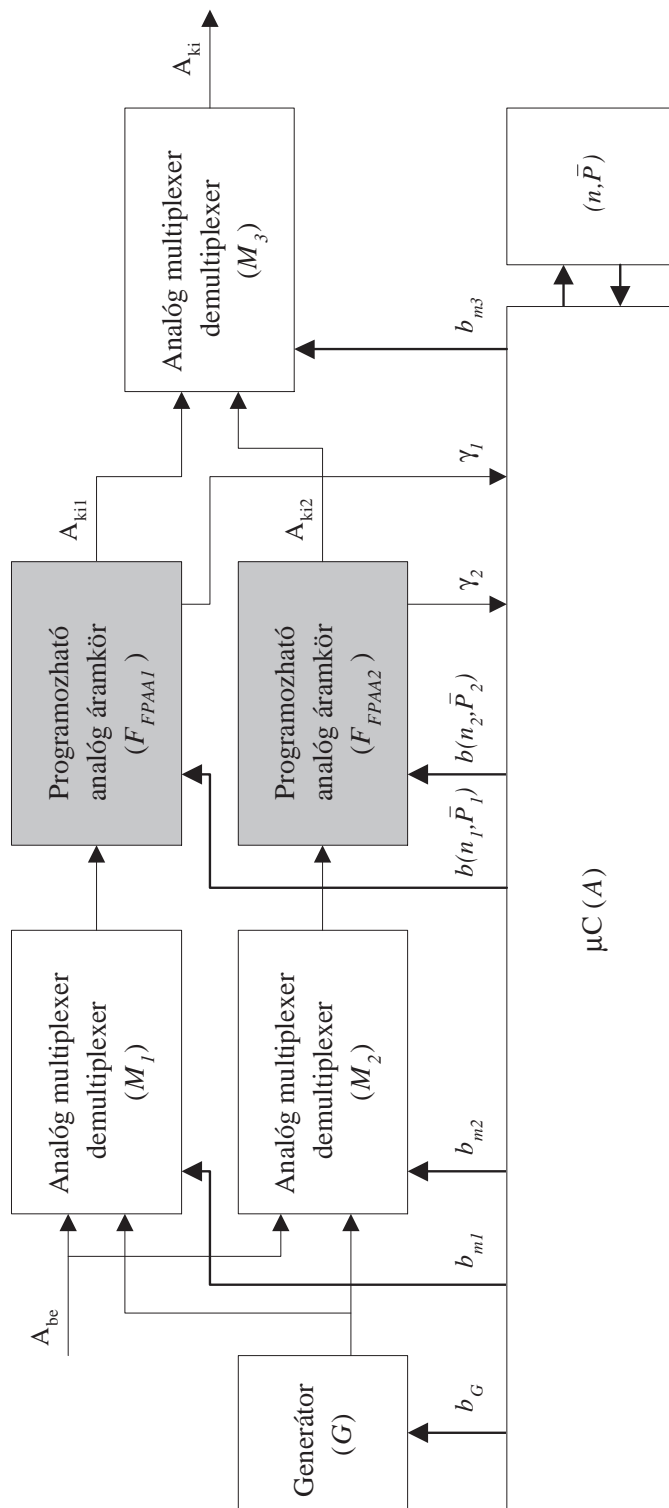 A_be
Analóg multiplexer
demultiplexer
(M_1)
Programozható
analóg áramkör
(F_FPAA1)
A_ki1
Analóg multiplexer
demultiplexer
(M_3)
A_ki
Generátor
(G)
Analóg multiplexer
demultiplexer
(M_2)
Programozható
analóg áramkör
(F_FPAA2)
A_ki2
b_G
b_m1
b_m2
b(n_1,P̄_1)
b(n_2,P̄_2)
γ_2
γ_1
b_m3
μC (A)
(n,P̄)